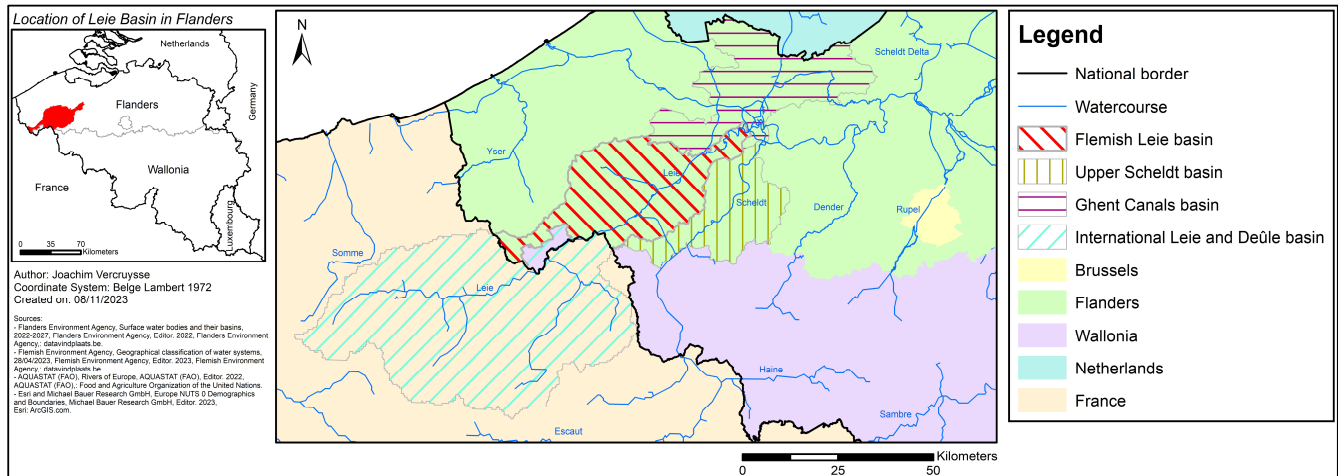 Location of Leie Basin in Flanders
Netherlands
Germany
Flanders
Wallonia
France
Luxembourg
0 35 70
Kilometers
Author: Joachim Vercruysse
Coordinate System: Belge Lambert 1972
Created on: 08/11/2023
Sources:
- Flanders Environment Agency, Surface water bodies and their basins,
2022-2027, Flanders Environment Agency, Editor. 2022, Flanders Environment
Agency,: datavindplaats.be.
- Flemish Environment Agency, Geographical classification of water systems,
28/04/2023, Flemish Environment Agency, Editor. 2023, Flemish Environment
Agency,: datavindplaats.be
- AQUASTAT (FAO), Rivers of Europe, AQUASTAT (FAO), Editor. 2022,
AQUASTAT (FAO),: Food and Agriculture Organization of the United Nations.
- Esri and Michael Bauer Research GmbH, Europe NUTS 0 Demographics
and Boundaries, Michael Bauer Research GmbH, Editor. 2023,
Esri: ArcGIS.com.
N
Scheldt Delta
Yser
Leie
Scheldt
Dender
Rupel
Somme
Leie
Haine
Sambre
Escaut
Kilometers
0 25 50
Legend
National border
Watercourse
Flemish Leie basin
Upper Scheldt basin
Ghent Canals basin
International Leie and Deûle basin
Brussels
Flanders
Wallonia
Netherlands
France